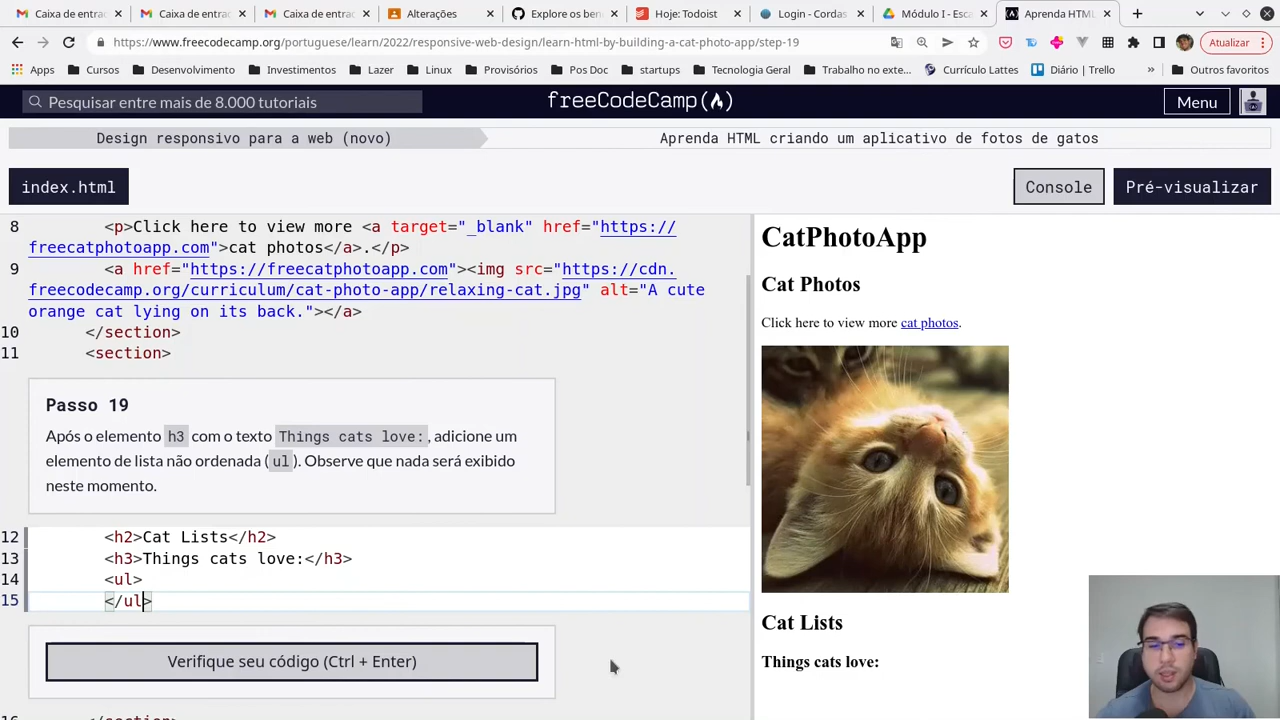 Caixa de entrac
Caixa de entrac
Caixa de entrac
Alterações
Explore os ben
Hoje: Todoist
Login - Cordas
Módulo I - Esca
Aprenda HTML
https://www.freecodecamp.org/portuguese/learn/2022/responsive-web-design/learn-html-by-building-a-cat-photo-app/step-19
Atualizar
Apps
Cursos
Desenvolvimento
Investimentos
Lazer
Linux
Provisórios
Pos Doc
startups
Tecnologia Geral
Trabalho no exte...
Currículo Lattes
Diário | Trello
»
Outros favoritos
Pesquisar entre mais de 8.000 tutoriais
freeCodeCamp
Menu
Design responsivo para a web (novo)
Aprenda HTML criando um aplicativo de fotos de gatos
index.html
Console
Pré-visualizar
8 <p>Click here to view more <a target="_blank" href="https://
freecatphotoapp.com">cat photos</a>.</p>
9 <a href="https://freecatphotoapp.com"><img src="https://cdn.
freecodecamp.org/curriculum/cat-photo-app/relaxing-cat.jpg" alt="A cute
orange cat lying on its back."></a>
10 </section>
11 <section>
Passo 19
Após o elemento h3 com o texto Things cats love:, adicione um
elemento de lista não ordenada (ul). Observe que nada será exibido
neste momento.
12 <h2>Cat Lists</h2>
13 <h3>Things cats love:</h3>
14 <ul>
15 </ul>
Verifique seu código (Ctrl + Enter)
16 </section>
CatPhotoApp
Cat Photos
Click here to view more cat photos.
Cat Lists
Things cats love: